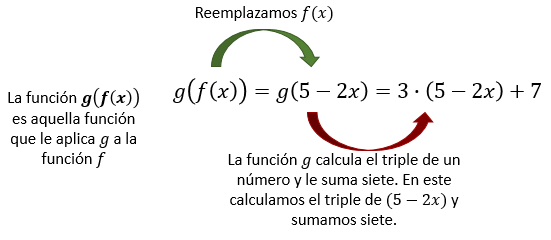 Reemplazamos f(x)
La función g(f(x))
es aquella función
que le aplica g a la
función f
g(f(x)) = g(5 − 2x) = 3 · (5 − 2x) + 7
La función g calcula el triple de un
número y le suma siete. En este
calculamos el triple de (5 − 2x) y
sumamos siete.